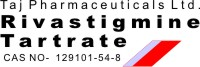 Taj Pharmaceuticals Ltd.
Rivastigmine
Tartrate
CAS NO- 129101-54-8